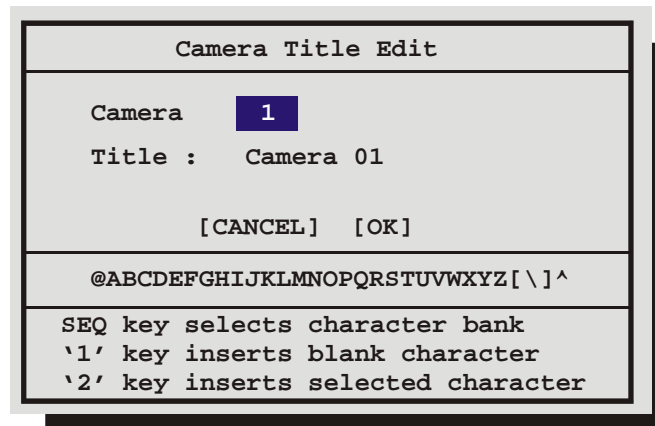 Camera Title Edit
Camera 1
Title : Camera 01
[CANCEL] [OK]
@ABCDEFGHIJKLMNOPQRSTUVWXYZ[\]^
SEQ key selects character bank
‘1’ key inserts blank character
‘2’ key inserts selected character